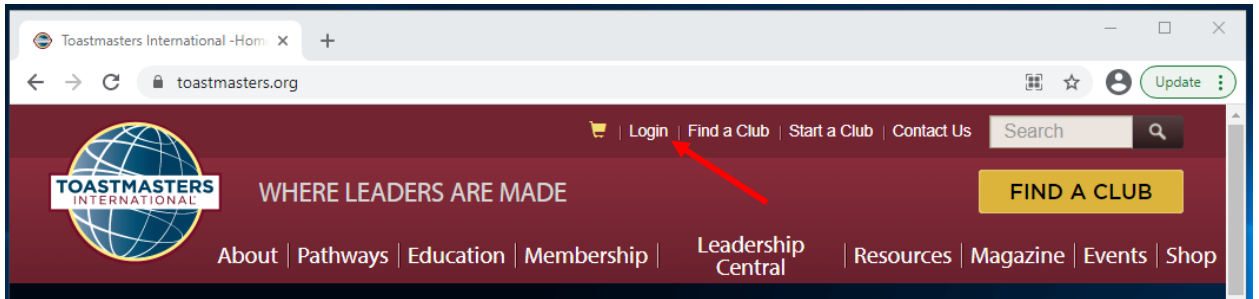 Toastmasters International -Hom
toastmasters.org
Update
Login | Find a Club | Start a Club | Contact Us
Search
TOASTMASTERS
INTERNATIONAL
WHERE LEADERS ARE MADE
FIND A CLUB
About | Pathways | Education | Membership | Leadership Central | Resources | Magazine | Events | Shop